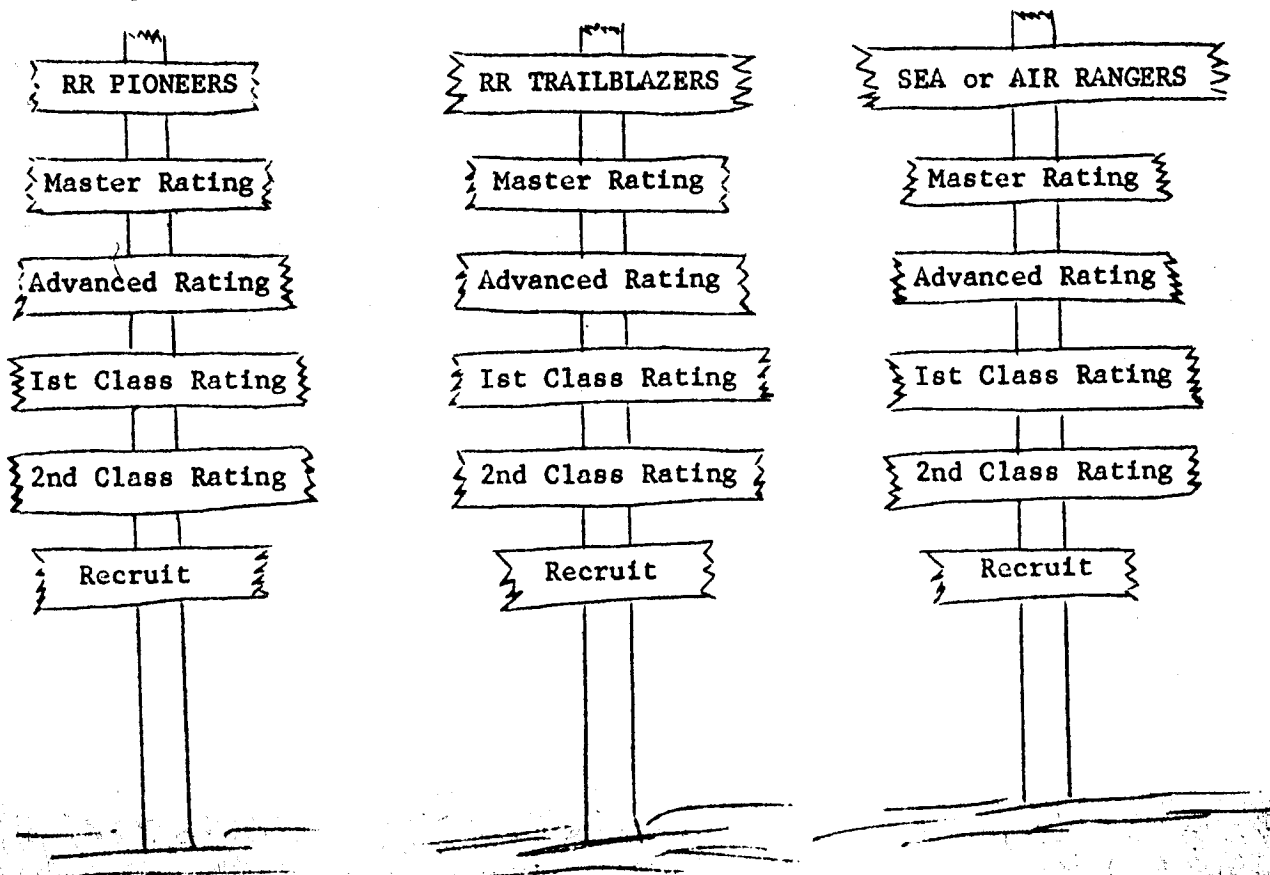 RR PIONEERS
Master Rating
Advanced Rating
Ist Class Rating
2nd Class Rating
Recruit
RR TRAILBLAZERS
Master Rating
Advanced Rating
Ist Class Rating
2nd Class Rating
Recruit
SEA or AIR RANGERS
Master Rating
Advanced Rating
Ist Class Rating
2nd Class Rating
Recruit